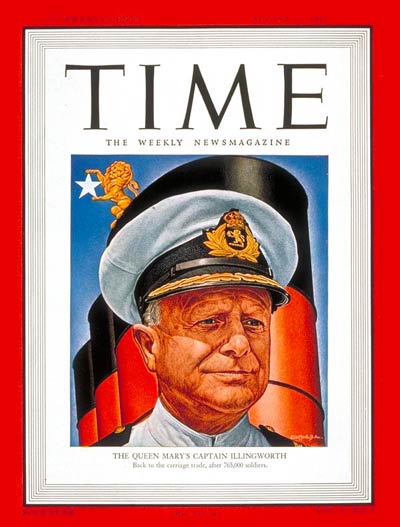 TIME
THE WEEKLY NEWSMAGAZINE
THE QUEEN MARY'S CAPTAIN ILLINGWORTH
Back to the carriage trade, after 765,000 soldiers.